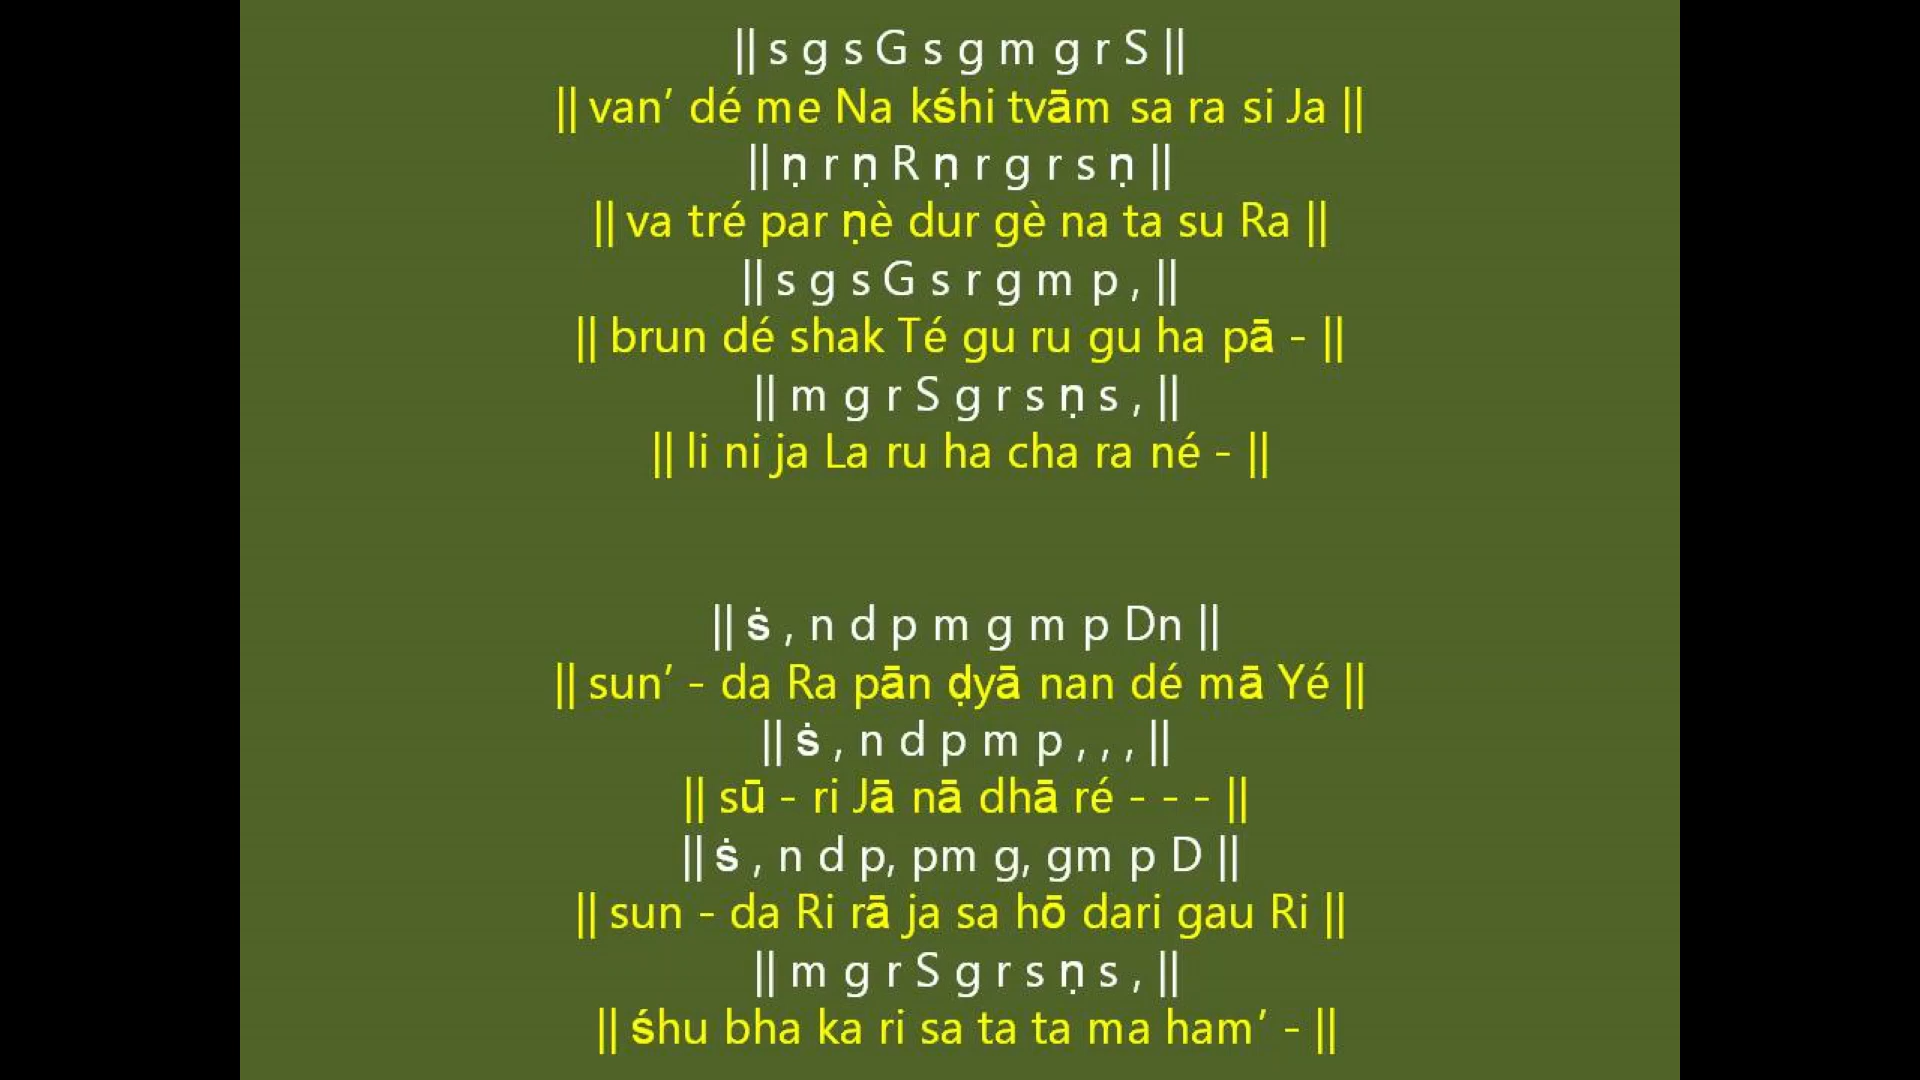 || s g s G s g m g r S ||
|| van’ dé me Na kśhi tvām sa ra si Ja ||
|| ṇ r ṇ R ṇ r g r s ṇ ||
|| va tré par ṇè dur gè na ta su Ra ||
|| s g s G s r g m p , ||
|| brun dé shak Té gu ru gu ha pā - ||
|| m g r S g r s ṇ s , ||
|| li ni ja La ru ha cha ra né - ||
|| ṡ , n d p m g m p Dn ||
|| sun’ - da Ra pān ḍyā nan dé mā Yé ||
|| ṡ , n d p m p , , , ||
|| sū - ri Jā nā dhā ré - - - ||
|| ṡ , n d p, pm g, gm p D ||
|| sun - da Ri rā ja sa hō dari gau Ri ||
|| m g r S g r s ṇ s , ||
|| śhu bha ka ri sa ta ta ma ham’ - ||